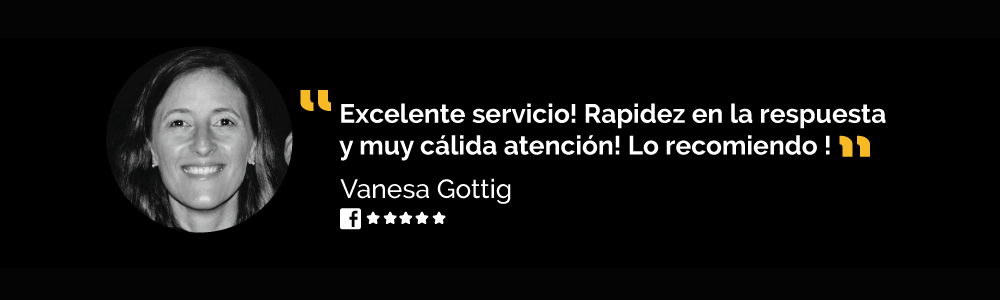 Excelente servicio! Rapidez en la respuesta
y muy cálida atención! Lo recomiendo !
Vanesa Gottig